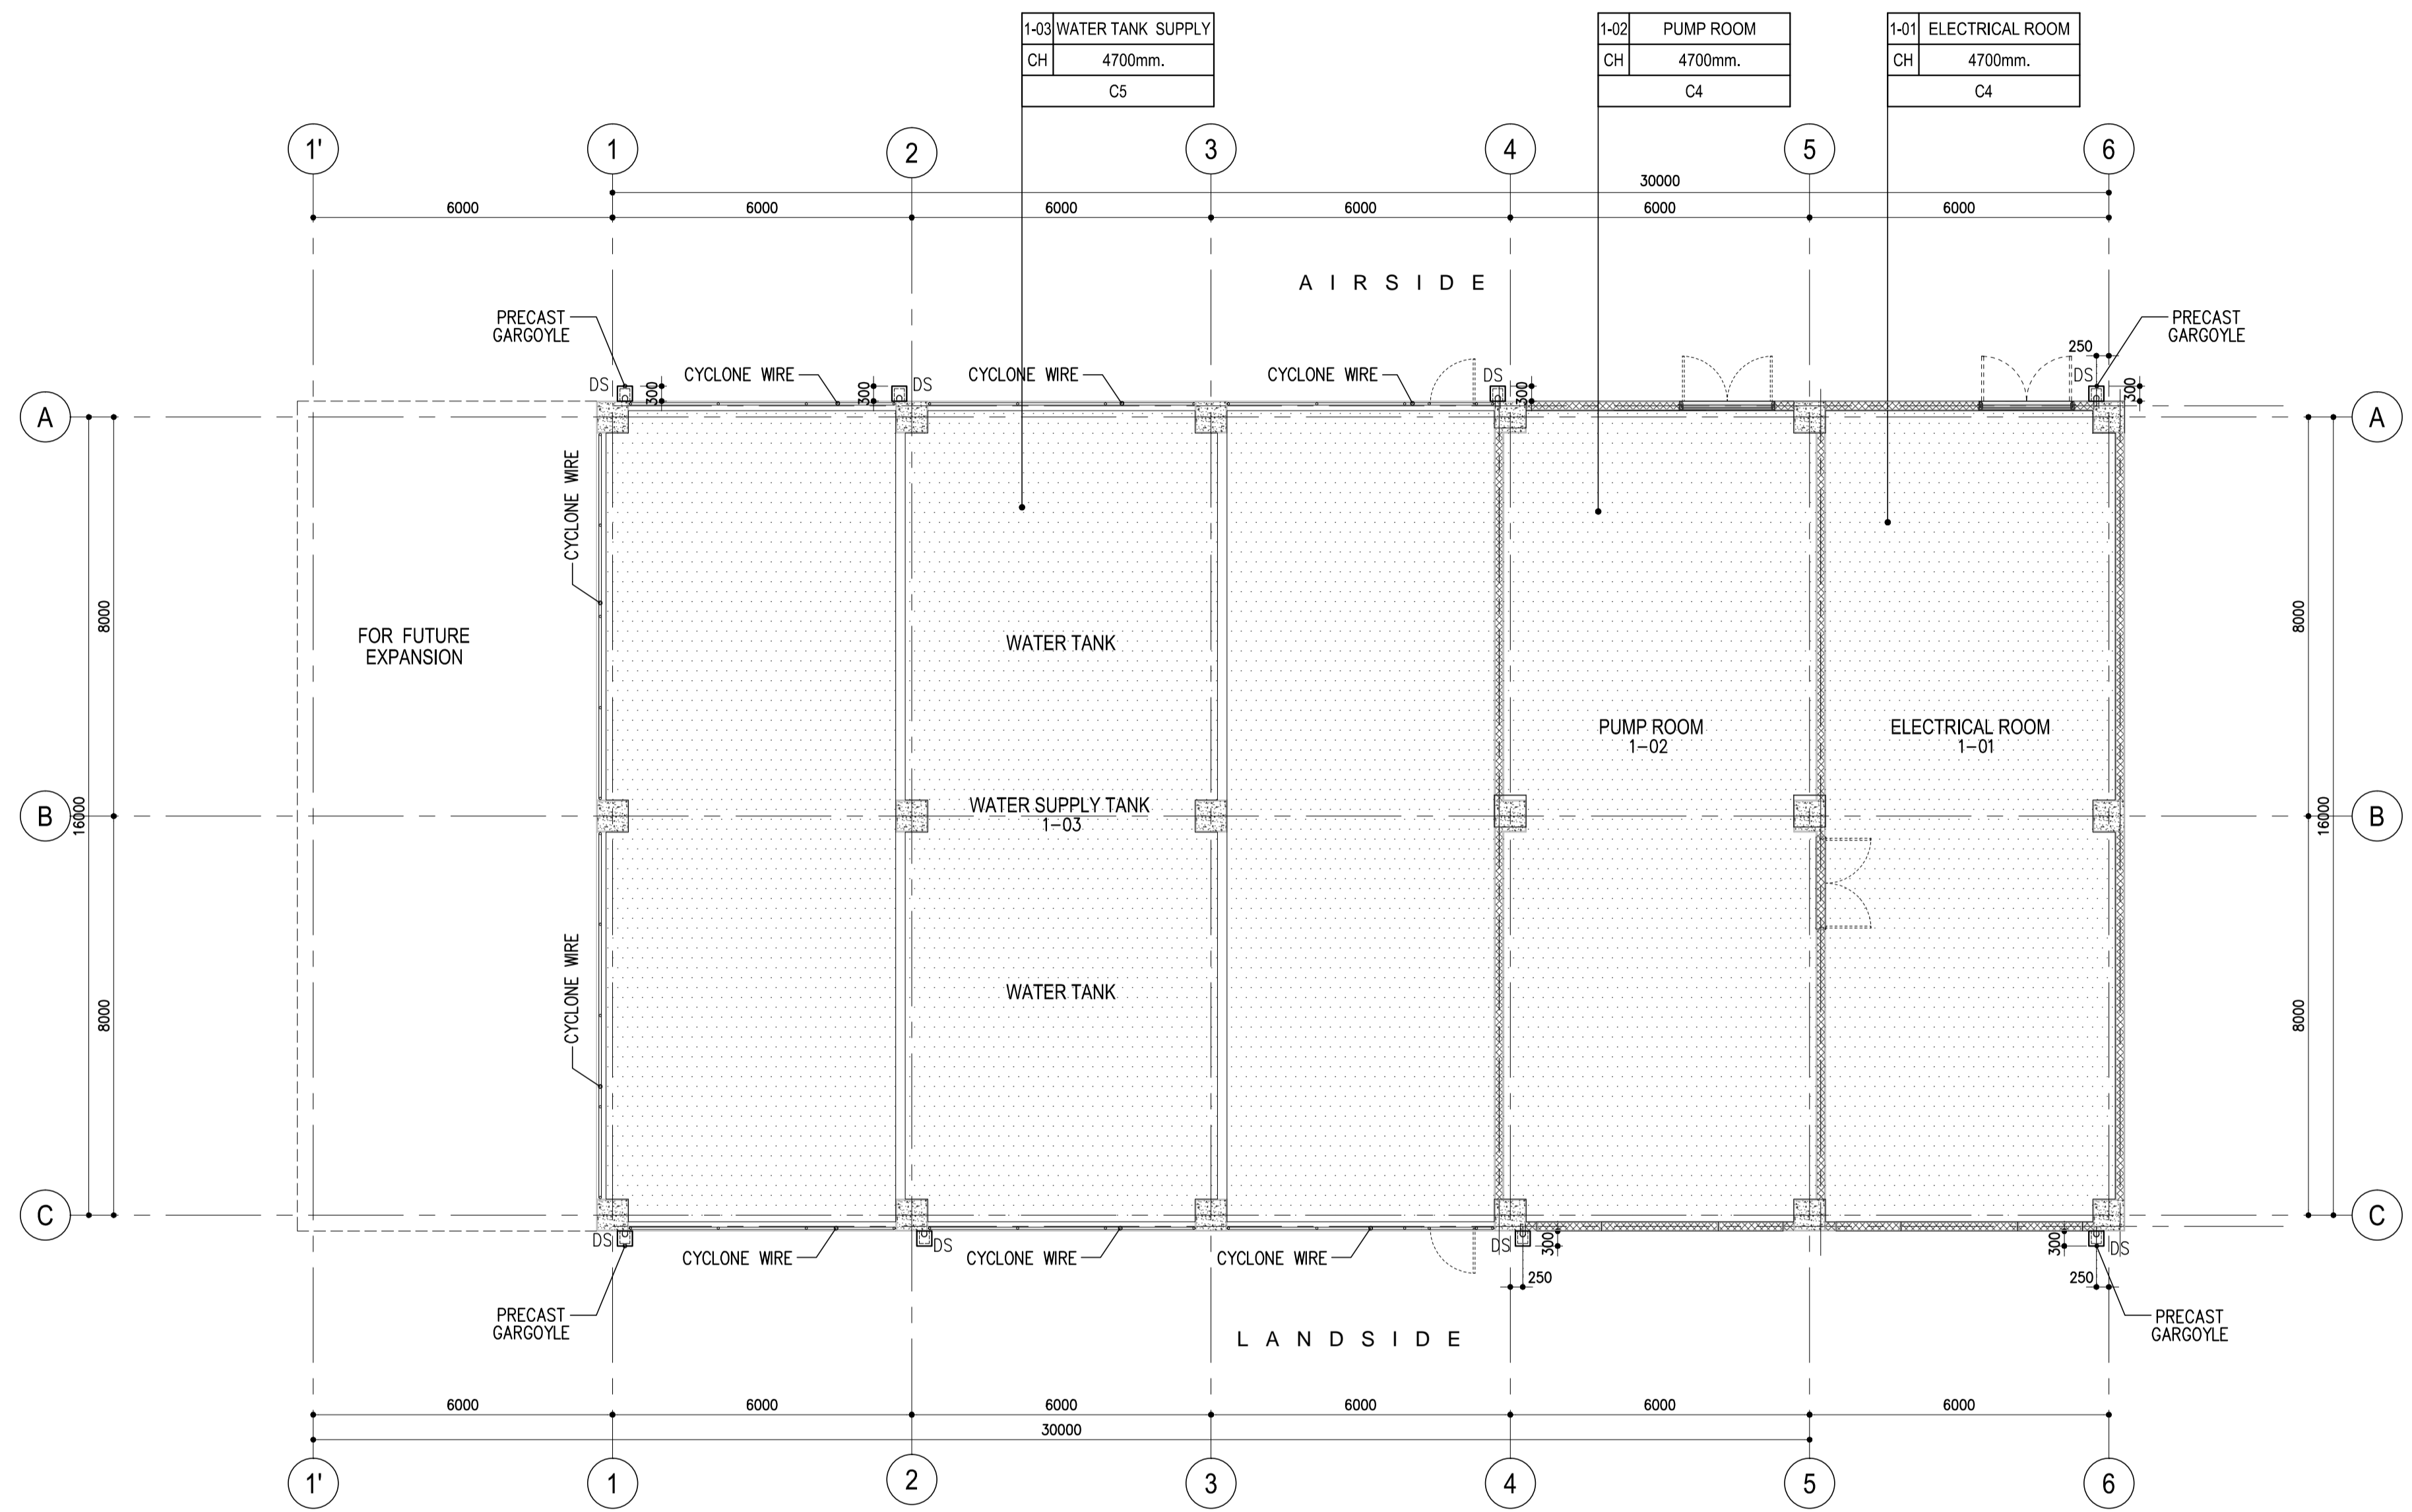 1-03 WATER TANK SUPPLY
CH 4700mm.
C5
1-02 PUMP ROOM
CH 4700mm.
C4
1-01 ELECTRICAL ROOM
CH 4700mm.
C4
1' 1 2 3 4 5 6
30000
6000 6000 6000 6000 6000 6000
AIRSIDE
PRECAST
GARGOYLE
PRECAST
GARGOYLE
250
CYCLONE WIRE CYCLONE WIRE CYCLONE WIRE
DS DS DS DS
300 300 300 300
A A
CYCLONE WIRE
8000 8000
FOR FUTURE
EXPANSION
WATER TANK
PUMP ROOM
1-02
ELECTRICAL ROOM
1-01
WATER SUPPLY TANK
1-03
B B
16000 16000
CYCLONE WIRE
WATER TANK
8000 8000
C C
DS DS DS DS
300 300
CYCLONE WIRE CYCLONE WIRE CYCLONE WIRE
250 250
PRECAST
GARGOYLE
PRECAST
GARGOYLE
LANDSIDE
6000 6000 6000 6000 6000 6000
30000
1' 1 2 3 4 5 6